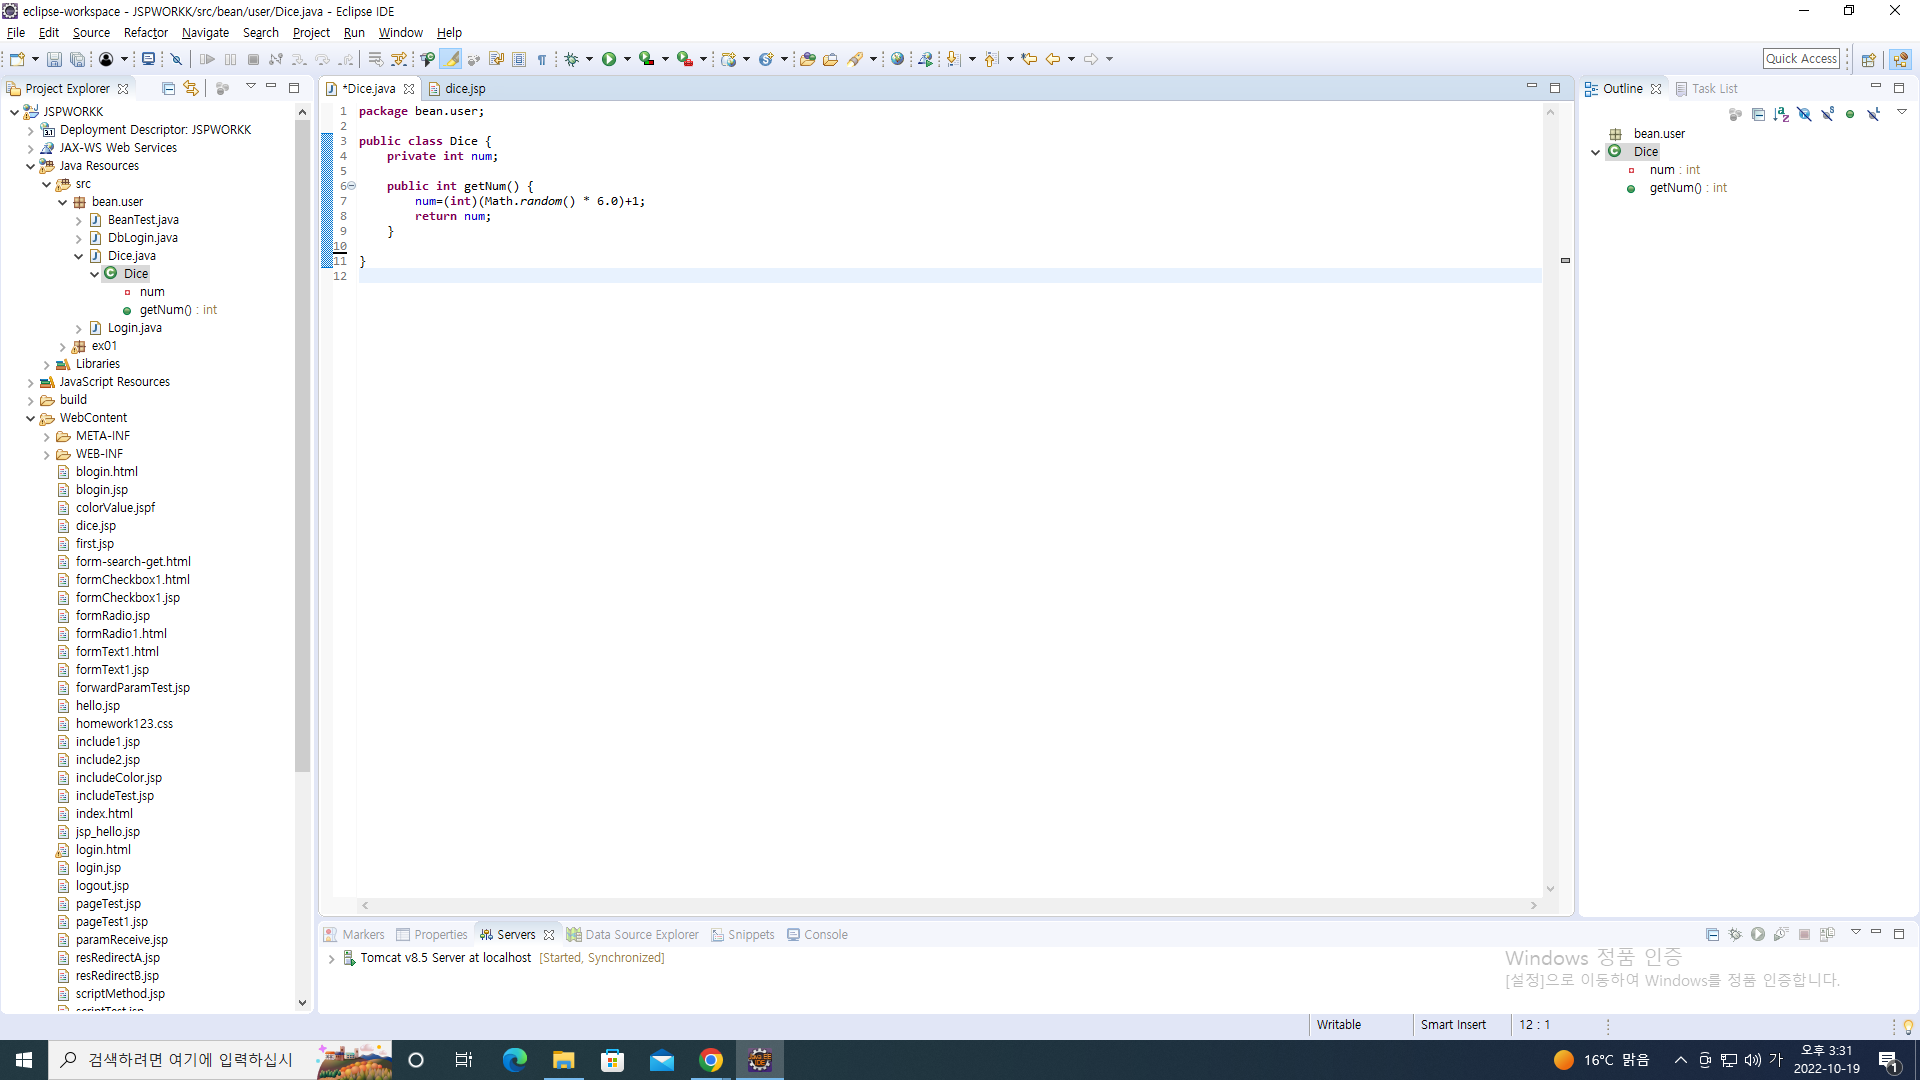 eclipse-workspace - JSPWORKK/src/bean/user/Dice.java - Eclipse IDE
File Edit Source Refactor Navigate Search Project Run Window Help
Quick Access
Project Explorer
JSPWORKK
Deployment Descriptor: JSPWORKK
JAX-WS Web Services
Java Resources
src
bean.user
BeanTest.java
DbLogin.java
Dice.java
Dice
num
getNum() : int
Login.java
ex01
Libraries
JavaScript Resources
build
WebContent
META-INF
WEB-INF
blogin.html
blogin.jsp
colorValue.jspf
dice.jsp
first.jsp
form-search-get.html
formCheckbox1.html
formCheckbox1.jsp
formRadio.jsp
formRadio1.html
formText1.html
formText1.jsp
forwardParamTest.jsp
hello.jsp
homework123.css
include1.jsp
include2.jsp
includeColor.jsp
includeTest.jsp
index.html
jsp_hello.jsp
login.html
login.jsp
logout.jsp
pageTest.jsp
pageTest1.jsp
paramReceive.jsp
resRedirectA.jsp
resRedirectB.jsp
scriptMethod.jsp
scriptTest.jsp
*Dice.java dice.jsp
1 package bean.user;
2
3 public class Dice {
4 private int num;
5
6 public int getNum() {
7 num=(int)(Math.random() * 6.0)+1;
8 return num;
9 }
10
11 }
12
Outline Task List
bean.user
Dice
num : int
getNum() : int
Markers Properties Servers Data Source Explorer Snippets Console
Tomcat v8.5 Server at localhost [Started, Synchronized]
Windows 정품 인증
[설정]으로 이동하여 Windows를 정품 인증합니다.
Writable Smart Insert 12 : 1
검색하려면 여기에 입력하십시
16°C 맑음 가 오후 3:31
2022-10-19
1